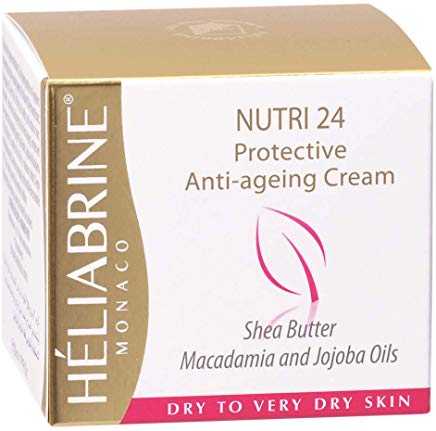 HÉLIABRINE®
MONACO
NUTRI 24
Protective
Anti-ageing Cream
Shea Butter
Macadamia and Jojoba Oils
DRY TO VERY DRY SKIN